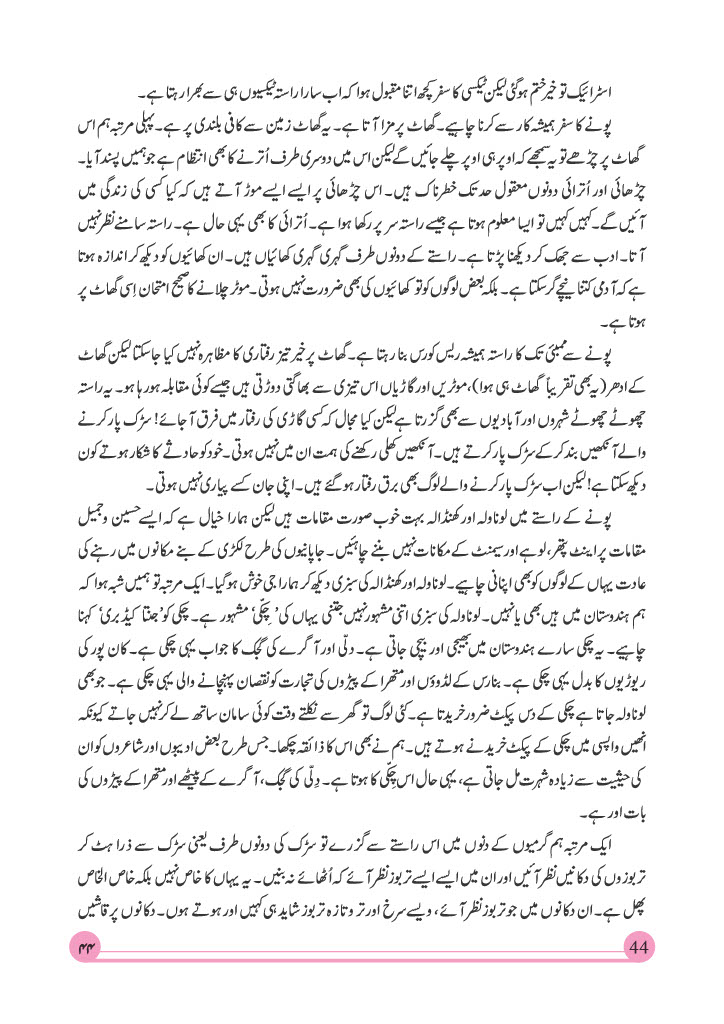 اسٹرائیک تو خیر ختم ہوگئی لیکن ٹیکسی کا سفر کچھ اتنا مقبول ہوا کہ اب سارا راستہ ٹیکسیوں ہی سے بھرا رہتا ہے۔
پونے کا سفر ہمیشہ کار سے کرنا چاہیے۔ گھاٹ پر مزا آتا ہے۔ یہ گھاٹ زمین سے کافی بلندی پر ہے۔ پہلی مرتبہ ہم اس
گھاٹ پر چڑھے تو یہ سمجھے کہ اوپر ہی اوپر چلے جائیں گے لیکن اس میں دوسری طرف اُترنے کا بھی انتظام ہے جو ہمیں پسند آیا۔
چڑھائی اور اُترائی دونوں معقول حد تک خطرناک ہیں۔ اس چڑھائی پر ایسے ایسے موڑ آتے ہیں کہ کیا کسی کی زندگی میں
آئیں گے۔ کہیں کہیں تو ایسا معلوم ہوتا ہے جیسے راستہ سر پر رکھا ہوا ہے۔ اُترائی کا بھی یہی حال ہے۔ راستہ سامنے نظر نہیں
آتا۔ ادب سے جھک کر دیکھنا پڑتا ہے۔ راستے کے دونوں طرف گہری گہری کھائیاں ہیں۔ ان کھائیوں کو دیکھ کر اندازہ ہوتا
ہے کہ آدمی کتنا نیچے گر سکتا ہے۔ بلکہ بعض لوگوں کو تو کھائیوں کی بھی ضرورت نہیں ہوتی۔ موٹر چلانے کا صحیح امتحان اِسی گھاٹ پر
ہوتا ہے۔
پونے سے ممبئی تک کا راستہ ہمیشہ ریس کورس بنا رہتا ہے۔ گھاٹ پر خیر تیز رفتاری کا مظاہرہ نہیں کیا جاسکتا لیکن گھاٹ
کے ادھر (یہ بھی تقریباً گھاٹ ہی ہوا)، موٹریں اور گاڑیاں اس تیزی سے بھاگتی دوڑتی ہیں جیسے کوئی مقابلہ ہو رہا ہو۔ یہ راستہ
چھوٹے چھوٹے شہروں اور آبادیوں سے بھی گزرتا ہے لیکن کیا مجال کہ کسی گاڑی کی رفتار میں فرق آجائے! سڑک پار کرنے
والے آنکھیں بند کرکے سڑک پار کرتے ہیں۔ آنکھیں کھلی رکھنے کی ہمت ان میں نہیں ہوتی۔ خود کو حادثے کا شکار ہوتے کون
دیکھ سکتا ہے! لیکن اب سڑک پار کرنے والے لوگ بھی برق رفتار ہوگئے ہیں۔ اپنی جان کسے پیاری نہیں ہوتی۔
پونے کے راستے میں لوناولہ اور کھنڈالہ بہت خوب صورت مقامات ہیں لیکن ہمارا خیال ہے کہ ایسے حسین و جمیل
مقامات پر اینٹ پتھر، لوہے اور سیمنٹ کے مکانات نہیں بننے چاہئیں۔ جاپانیوں کی طرح لکڑی کے بنے مکانوں میں رہنے کی
عادت یہاں کے لوگوں کو بھی اپنانی چاہیے۔ لوناولہ اور کھنڈالہ کی سبزی دیکھ کر ہمارا جی خوش ہوگیا۔ ایک مرتبہ تو ہمیں شبہ ہوا کہ
ہم ہندوستان میں ہیں بھی یا نہیں۔ لوناولہ کی سبزی اتنی مشہور نہیں جتنی یہاں کی 'چِکّی' مشہور ہے۔ چکی کو 'جنتا کیڈبری' کہنا
چاہیے۔ یہ چکی سارے ہندوستان میں بھیجی اور بیچی جاتی ہے۔ دلّی اور آگرے کی گجک کا جواب یہی چکی ہے۔ کان پور کی
ریوڑیوں کا بدل یہی چکی ہے۔ بنارس کے لڈوؤں اور متھرا کے پیڑوں کی تجارت کو نقصان پہنچانے والی یہی چکی ہے۔ جو بھی
لوناولہ جاتا ہے چکی کے دس پیکٹ ضرور خریدتا ہے۔ کئی لوگ تو گھر سے نکلتے وقت کوئی سامان ساتھ لے کر نہیں جاتے کیونکہ
انھیں واپسی میں چکی کے پیکٹ خریدنے ہوتے ہیں۔ ہم نے بھی اس کا ذائقہ چکھا۔ جس طرح بعض ادیبوں اور شاعروں کو ان
کی حیثیت سے زیادہ شہرت مل جاتی ہے، یہی حال اس چکّی کا ہوتا ہے۔ دِلّی کی گجک، آگرے کے پیٹھے اور متھرا کے پیڑوں کی
بات اور ہے۔
ایک مرتبہ ہم گرمیوں کے دنوں میں اس راستے سے گزرے تو سڑک کی دونوں طرف یعنی سڑک سے ذرا ہٹ کر
تربوزوں کی دکانیں نظر آئیں اور ان میں ایسے ایسے تربوز نظر آئے کہ اُٹھائے نہ بنیں۔ یہ یہاں کا خاص نہیں بلکہ خاص الخاص
پھل ہے۔ ان دکانوں میں جو تربوز نظر آئے، ویسے سرخ اور تر و تازہ تربوز شاید ہی کہیں اور ہوتے ہوں۔ دکانوں پر قاشیں
۴۴
44